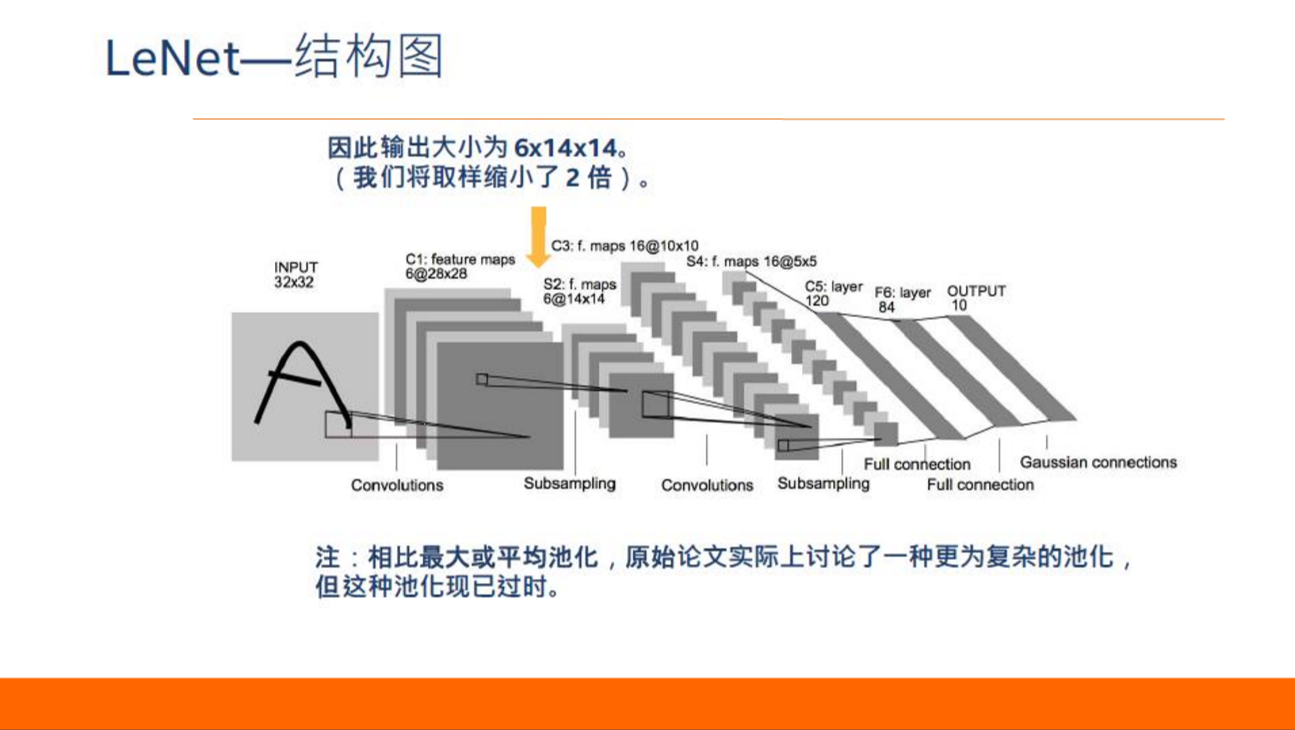 LeNet—结构图
因此输出大小为 6x14x14。
（我们将取样缩小了 2 倍）。
C3: f. maps 16@10x10
C1: feature maps
6@28x28
S4: f. maps 16@5x5
INPUT
32x32
S2: f. maps
6@14x14
C5: layer
120
F6: layer
84
OUTPUT
10
Convolutions
Subsampling
Convolutions
Subsampling
Full connection
Full connection
Gaussian connections
注：相比最大或平均池化，原始论文实际上讨论了一种更为复杂的池化，
但这种池化现已过时。